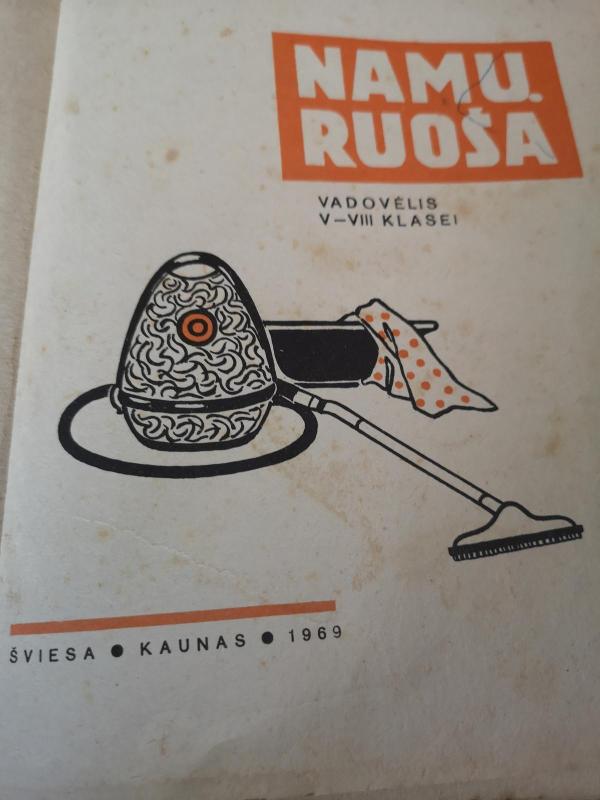 NAMŲ
RUOŠA
VADOVĖLIS
V—VIII KLASEI
ŠVIESA ● KAUNAS ● 1969